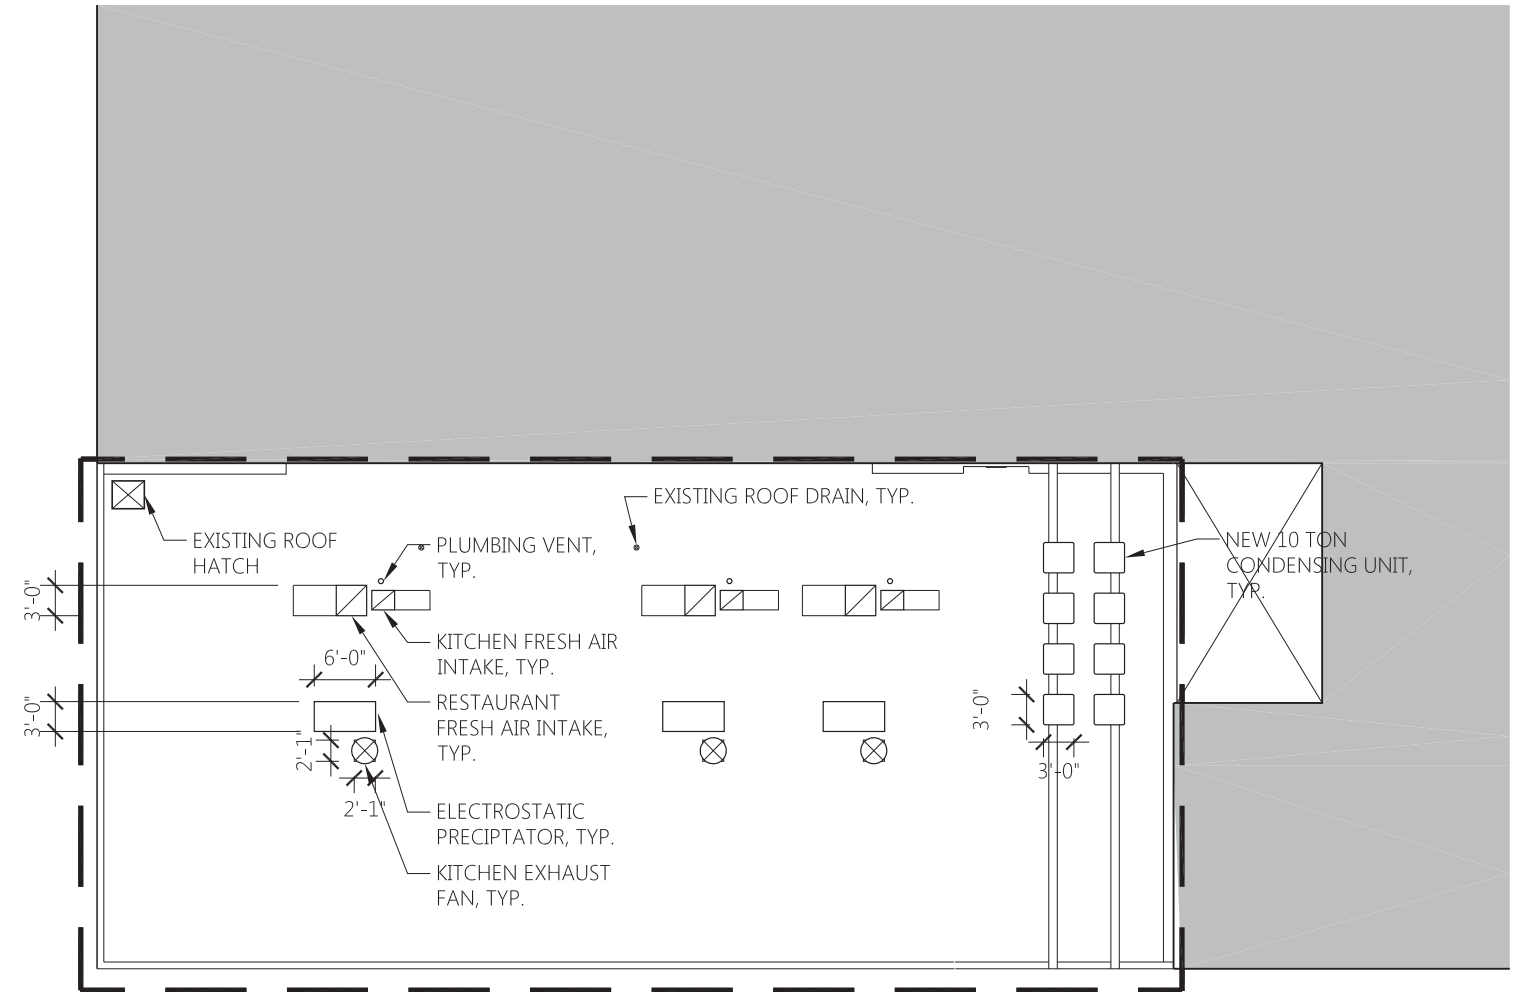 EXISTING ROOF DRAIN, TYP.
EXISTING ROOF
HATCH
PLUMBING VENT,
TYP.
NEW 10 TON
CONDENSING UNIT,
TYP.
3'-0"
KITCHEN FRESH AIR
INTAKE, TYP.
6'-0"
RESTAURANT
FRESH AIR INTAKE,
TYP.
3'-0"
3'-0"
2'-1"
3'-0"
2'-1"
ELECTROSTATIC
PRECIPTATOR, TYP.
KITCHEN EXHAUST
FAN, TYP.